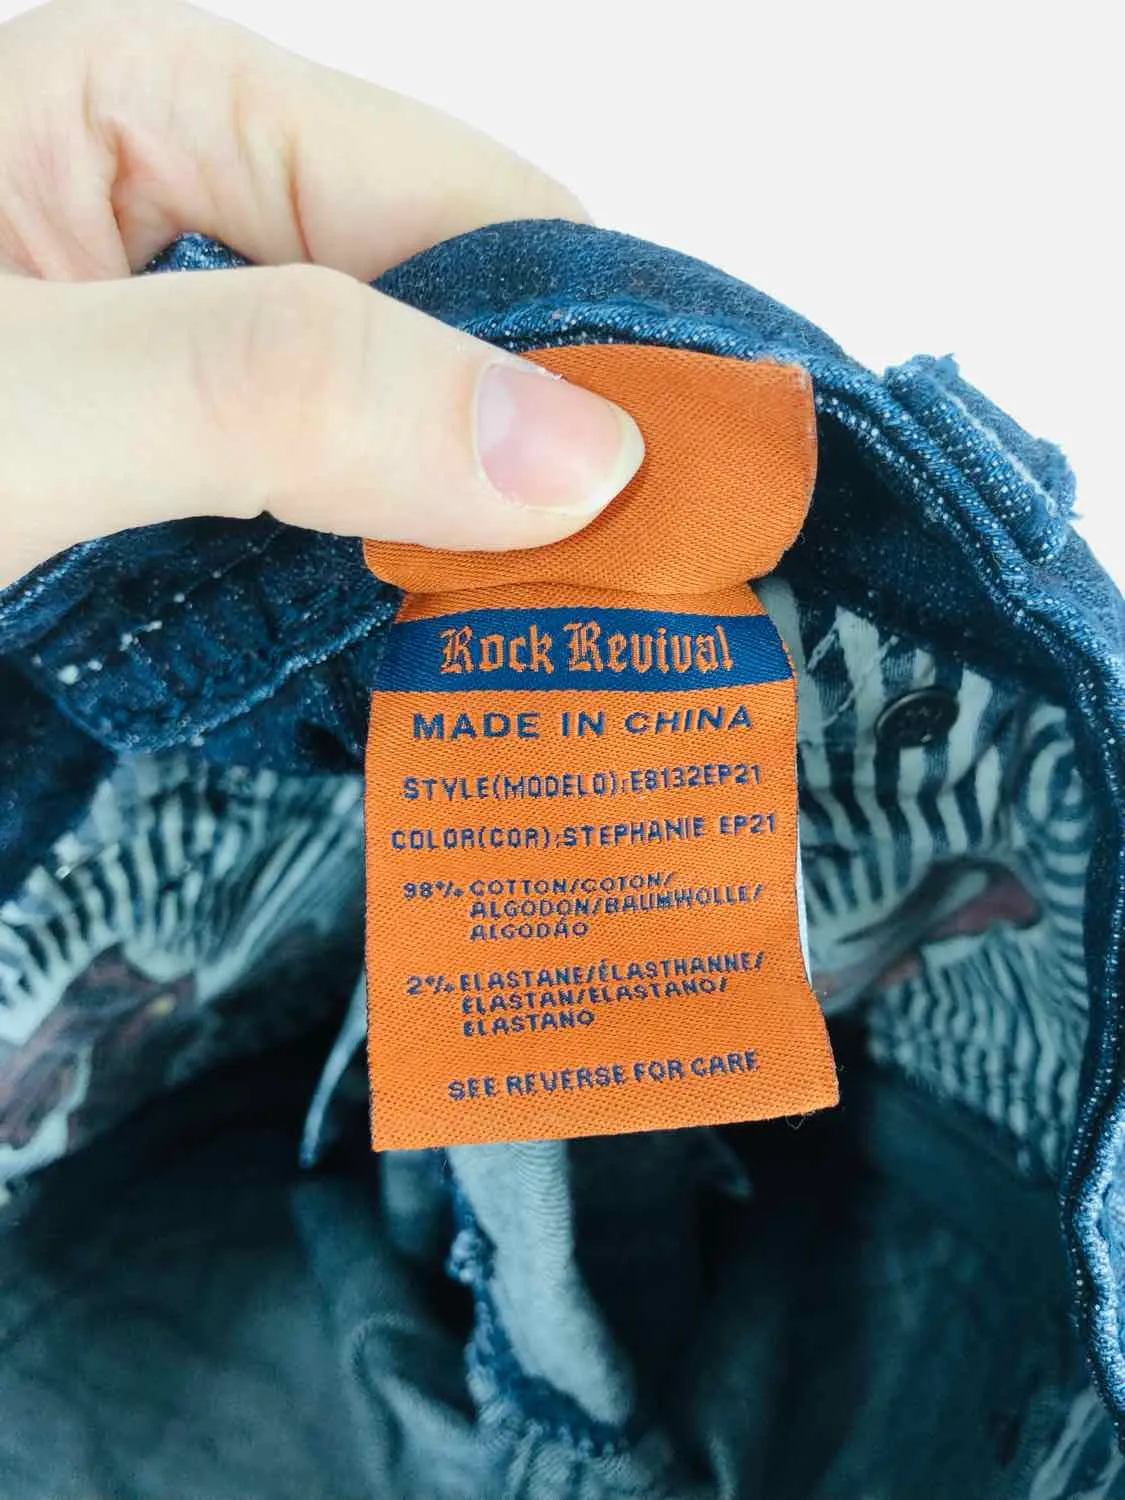 Rock Revival
MADE IN CHINA
STYLE(MODELO):E8132EP21
COLOR(COR):STEPHANIE EP21
98% COTTON/COTON/
ALGODON/BAUMWOLLE/
ALGODÃO
2% ELASTANE/ÉLASTHANNE/
ELASTAN/ELASTANO/
ELASTANO
SEE REVERSE FOR CARE